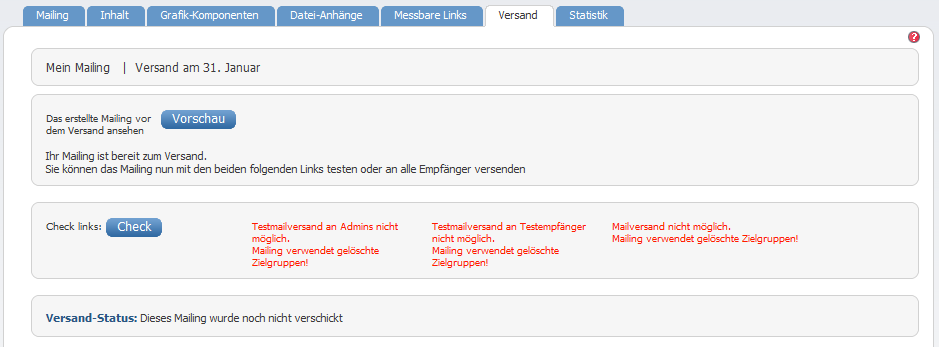 Mailing Inhalt Grafik-Komponenten Datei-Anhänge Messbare Links Versand Statistik
?
Mein Mailing | Versand am 31. Januar
Das erstellte Mailing vor
dem Versand ansehen
Vorschau
Ihr Mailing ist bereit zum Versand.
Sie können das Mailing nun mit den beiden folgenden Links testen oder an alle Empfänger versenden
Check links: Check
Testmailversand an Admins nicht
möglich.
Mailing verwendet gelöschte
Zielgruppen!
Testmailversand an Testempfänger
nicht möglich.
Mailing verwendet gelöschte
Zielgruppen!
Mailversand nicht möglich.
Mailing verwendet gelöschte Zielgruppen!
Versand-Status: Dieses Mailing wurde noch nicht verschickt